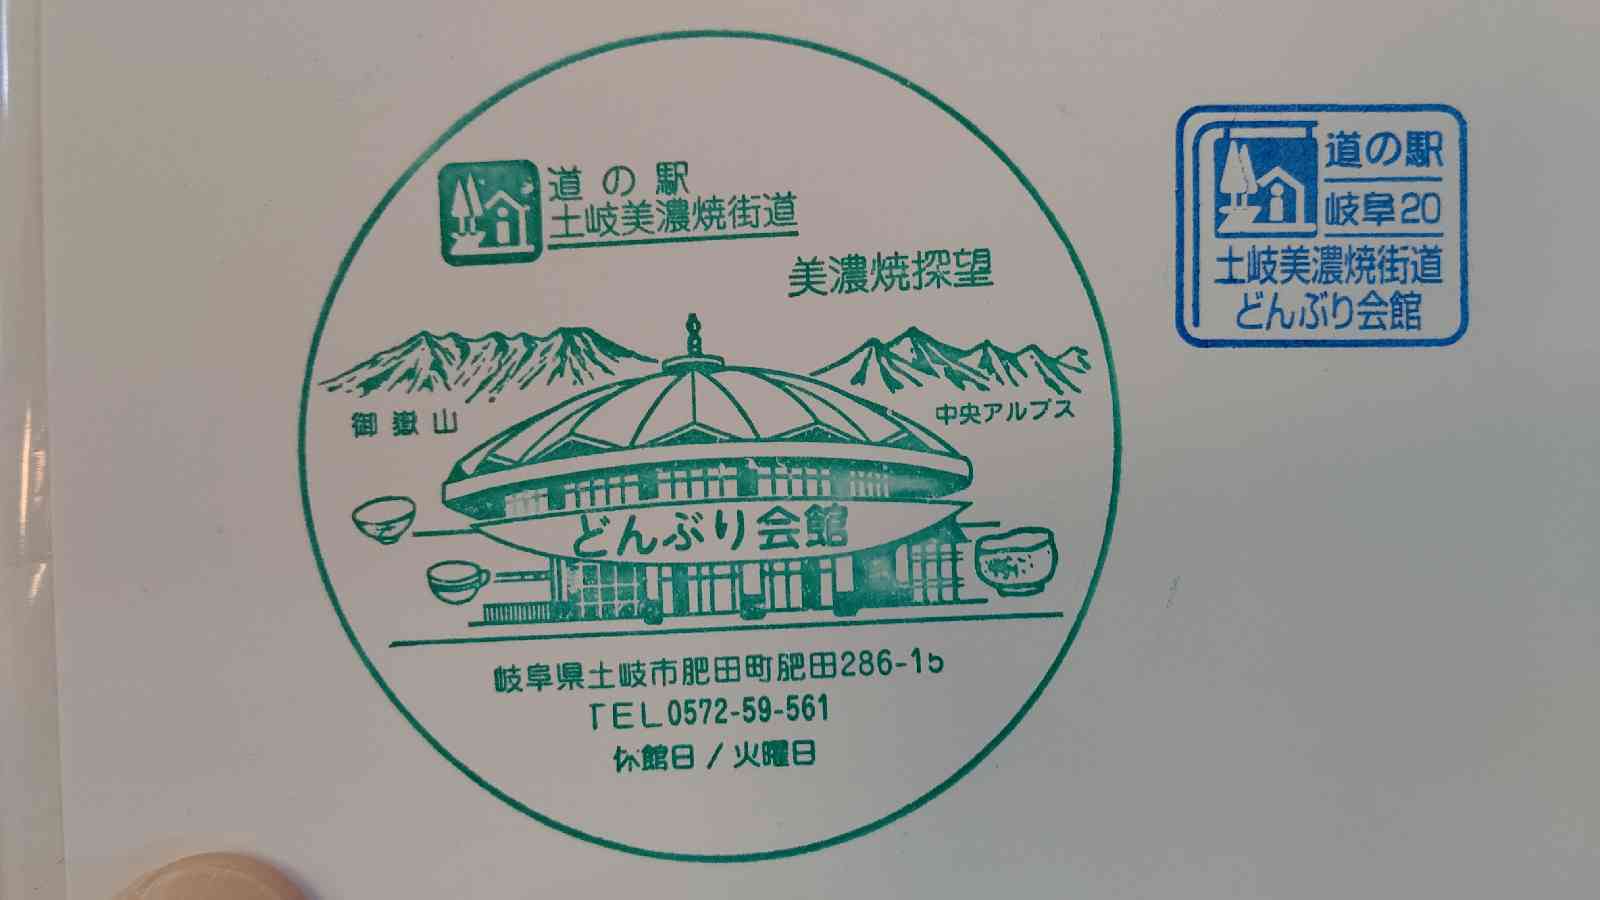 道の駅
土岐美濃焼街道
美濃焼探望
御嶽山
中央アルプス
どんぶり会館
岐阜県土岐市肥田町肥田286-15
TEL0572-59-561
休館日/火曜日
道の駅
岐阜20
土岐美濃焼街道
どんぶり会館